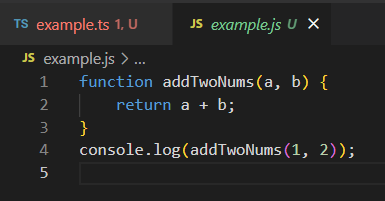 TS example.ts 1, U JS example.js U ×
JS example.js > ...
1 function addTwoNums(a, b) {
2     return a + b;
3 }
4 console.log(addTwoNums(1, 2));
5